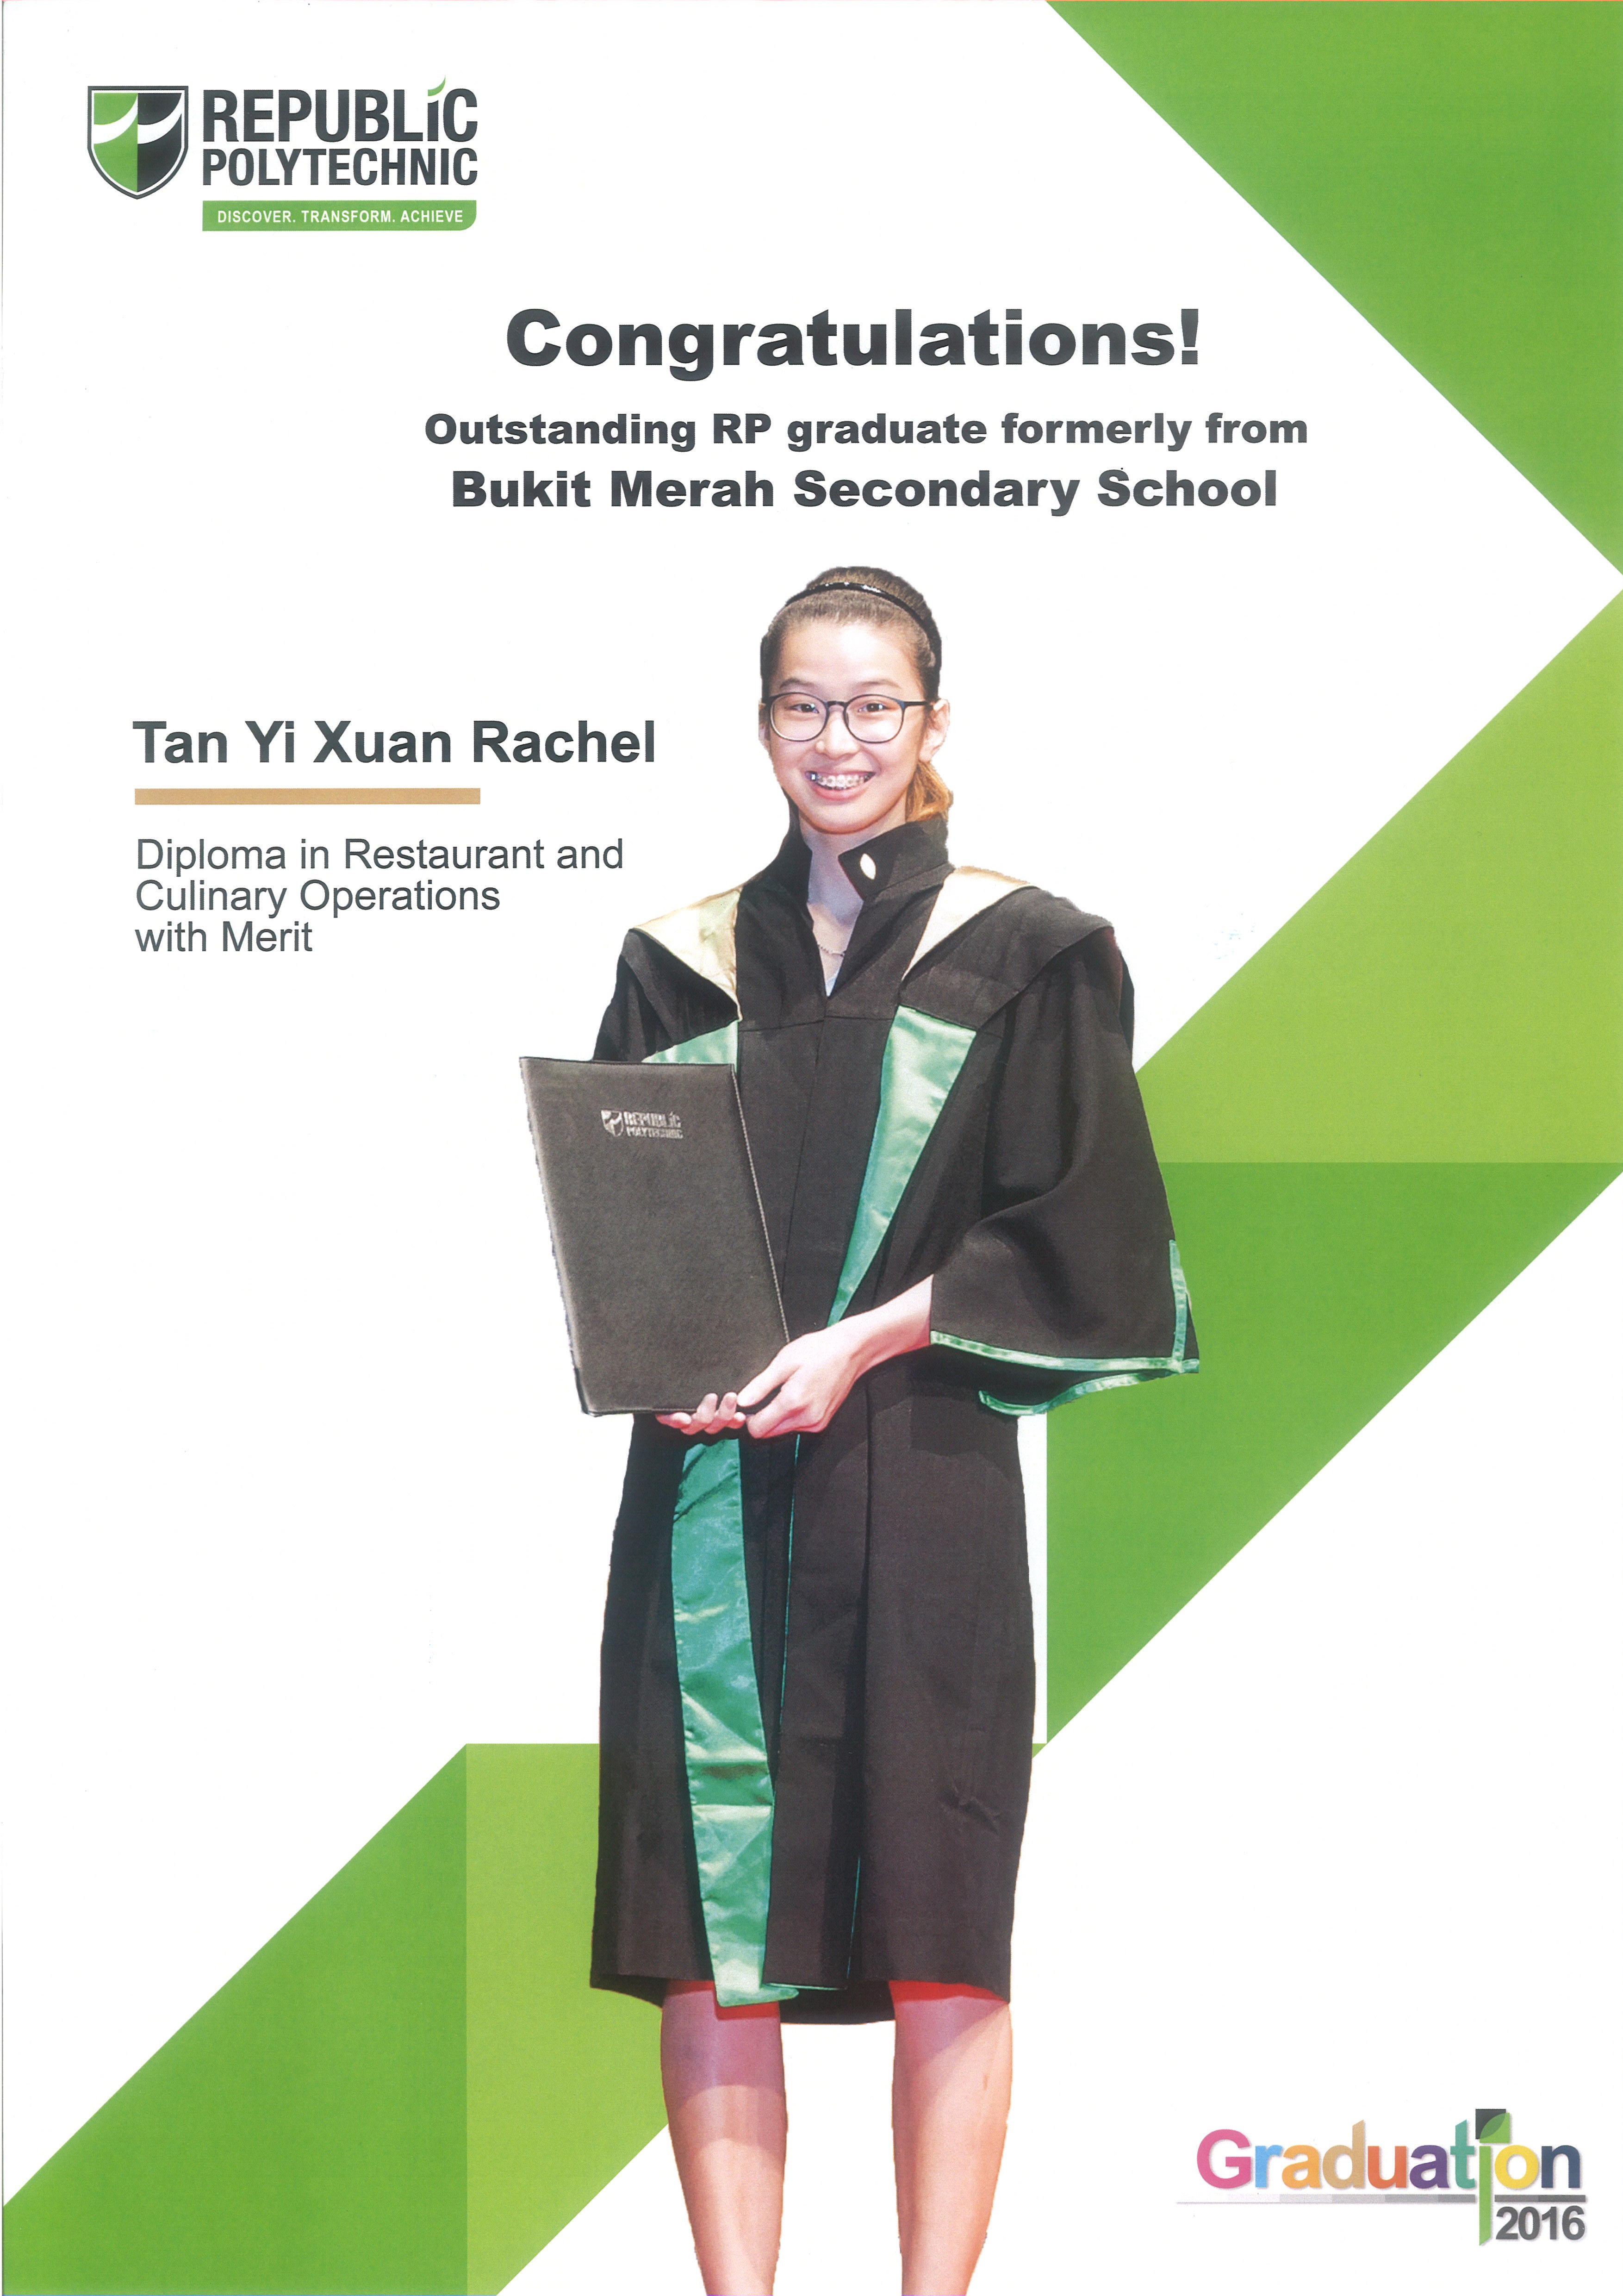 REPUBLIC
POLYTECHNIC
DISCOVER. TRANSFORM. ACHIEVE
Congratulations!
Outstanding RP graduate formerly from
Bukit Merah Secondary School
Tan Yi Xuan Rachel
Diploma in Restaurant and
Culinary Operations
with Merit
REPUBLIC
POLYTECHNIC
Graduation
2016